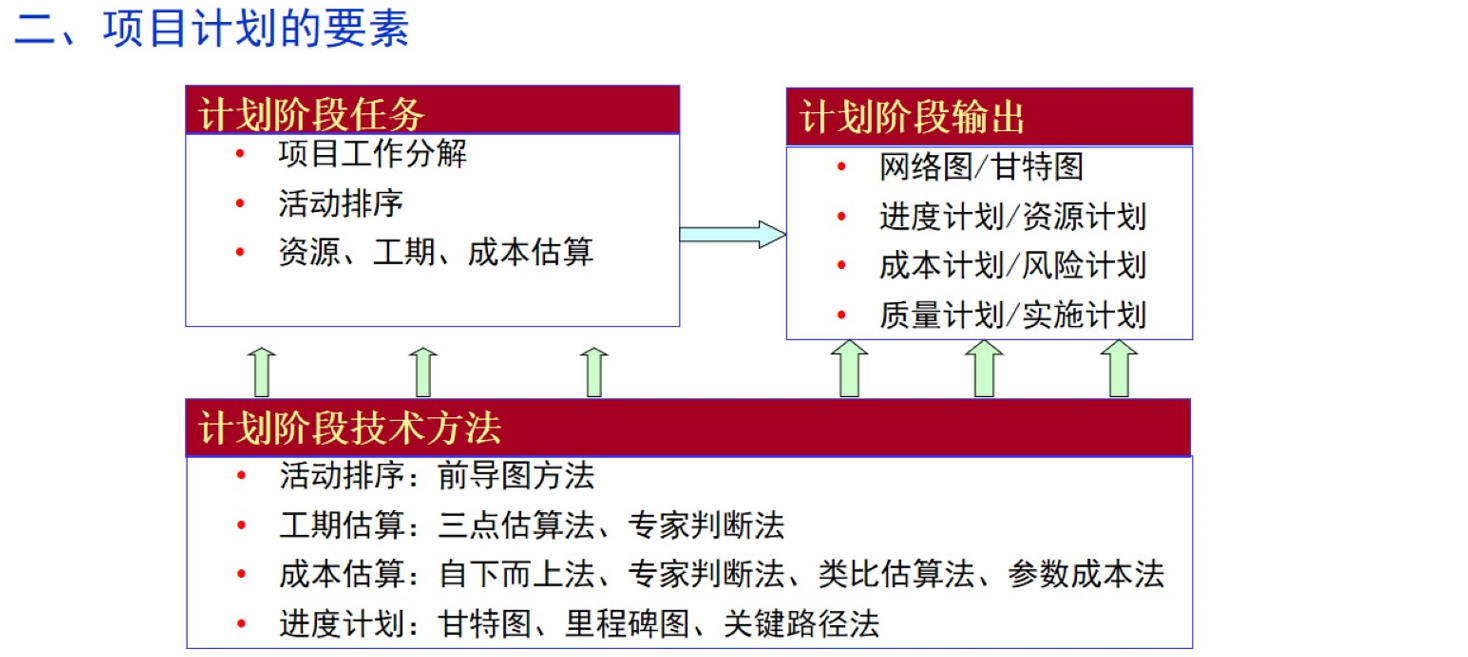 二、项目计划的要素
计划阶段任务
• 项目工作分解
• 活动排序
• 资源、工期、成本估算
计划阶段输出
• 网络图/甘特图
• 进度计划/资源计划
• 成本计划/风险计划
• 质量计划/实施计划
计划阶段技术方法
• 活动排序：前导图方法
• 工期估算：三点估算法、专家判断法
• 成本估算：自下而上法、专家判断法、类比估算法、参数成本法
• 进度计划：甘特图、里程碑图、关键路径法